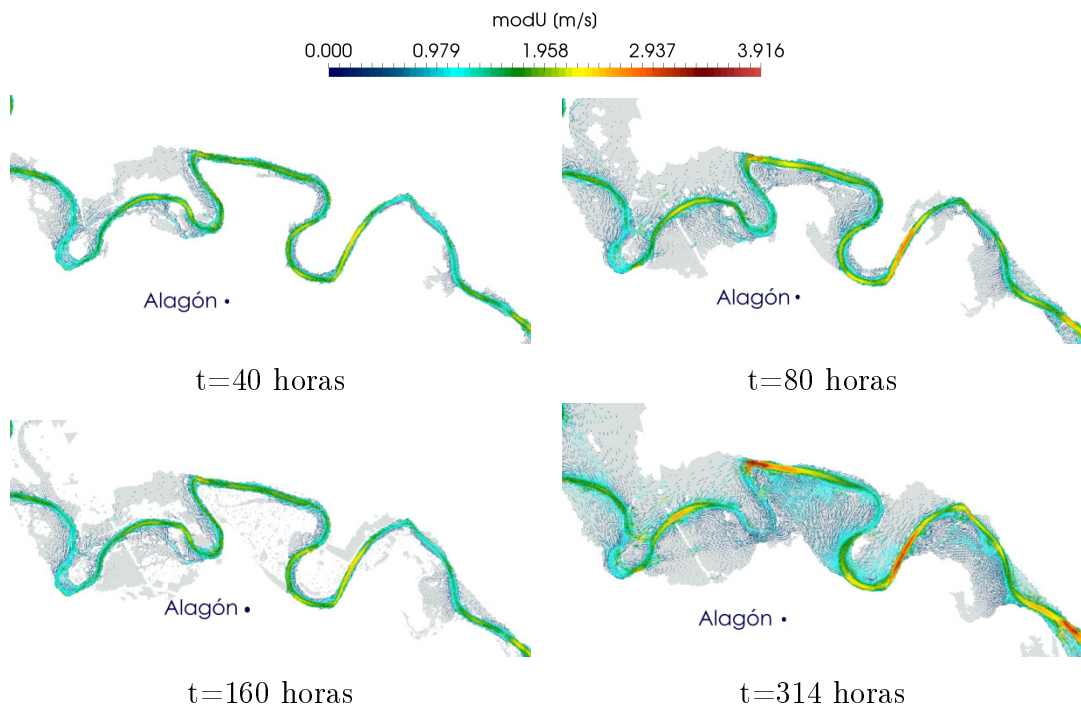 modU (m/s)
0.000 0.979 1.958 2.937 3.916
Alagón
Alagón
t=40 horas
t=80 horas
Alagón
Alagón
t=160 horas
t=314 horas